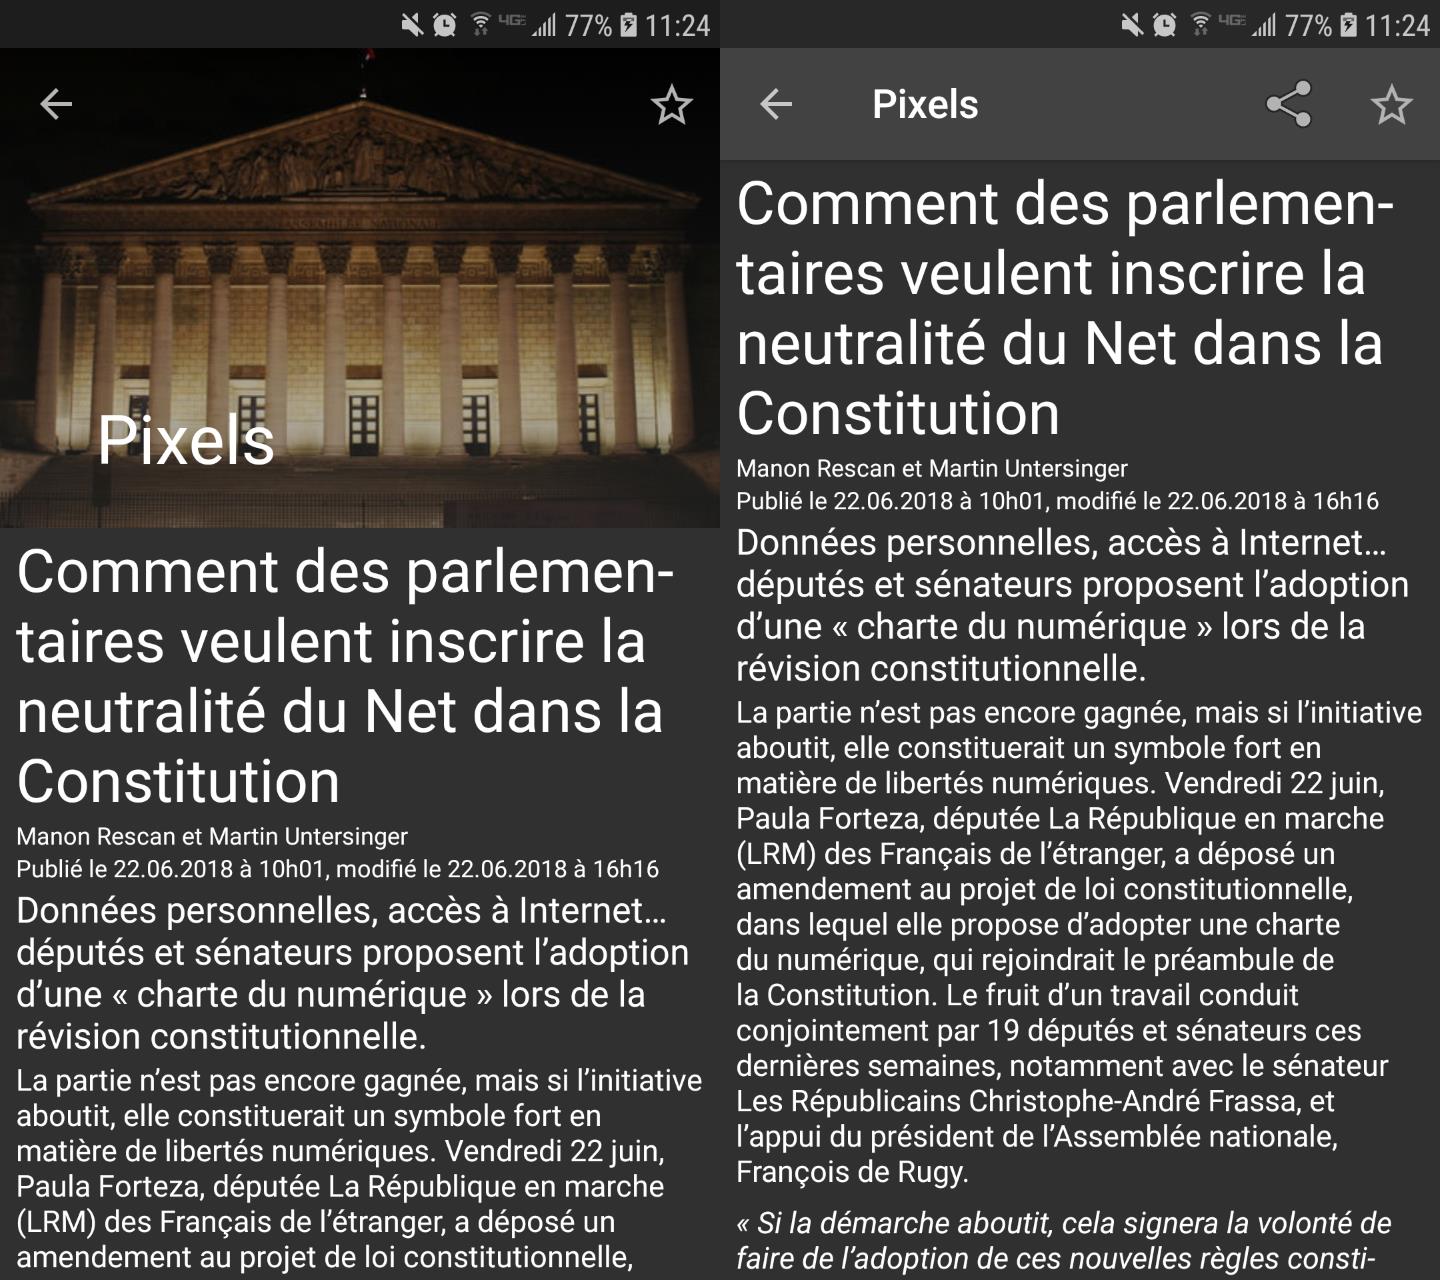 77% 11:24
Pixels
Comment des parlemen-
taires veulent inscrire la
neutralité du Net dans la
Constitution
Manon Rescan et Martin Untersinger
Publié le 22.06.2018 à 10h01, modifié le 22.06.2018 à 16h16
Données personnelles, accès à Internet…
députés et sénateurs proposent l’adoption
d’une « charte du numérique » lors de la
révision constitutionnelle.
La partie n’est pas encore gagnée, mais si l’initiative
aboutit, elle constituerait un symbole fort en
matière de libertés numériques. Vendredi 22 juin,
Paula Forteza, députée La République en marche
(LRM) des Français de l’étranger, a déposé un
amendement au projet de loi constitutionnelle,
77% 11:24
Pixels
Comment des parlemen-
taires veulent inscrire la
neutralité du Net dans la
Constitution
Manon Rescan et Martin Untersinger
Publié le 22.06.2018 à 10h01, modifié le 22.06.2018 à 16h16
Données personnelles, accès à Internet…
députés et sénateurs proposent l’adoption
d’une « charte du numérique » lors de la
révision constitutionnelle.
La partie n’est pas encore gagnée, mais si l’initiative
aboutit, elle constituerait un symbole fort en
matière de libertés numériques. Vendredi 22 juin,
Paula Forteza, députée La République en marche
(LRM) des Français de l’étranger, a déposé un
amendement au projet de loi constitutionnelle,
dans lequel elle propose d’adopter une charte
du numérique, qui rejoindrait le préambule de
la Constitution. Le fruit d’un travail conduit
conjointement par 19 députés et sénateurs ces
dernières semaines, notamment avec le sénateur
Les Républicains Christophe-André Frassa, et
l’appui du président de l’Assemblée nationale,
François de Rugy.
« Si la démarche aboutit, cela signera la volonté de
faire de l’adoption de ces nouvelles règles consti-